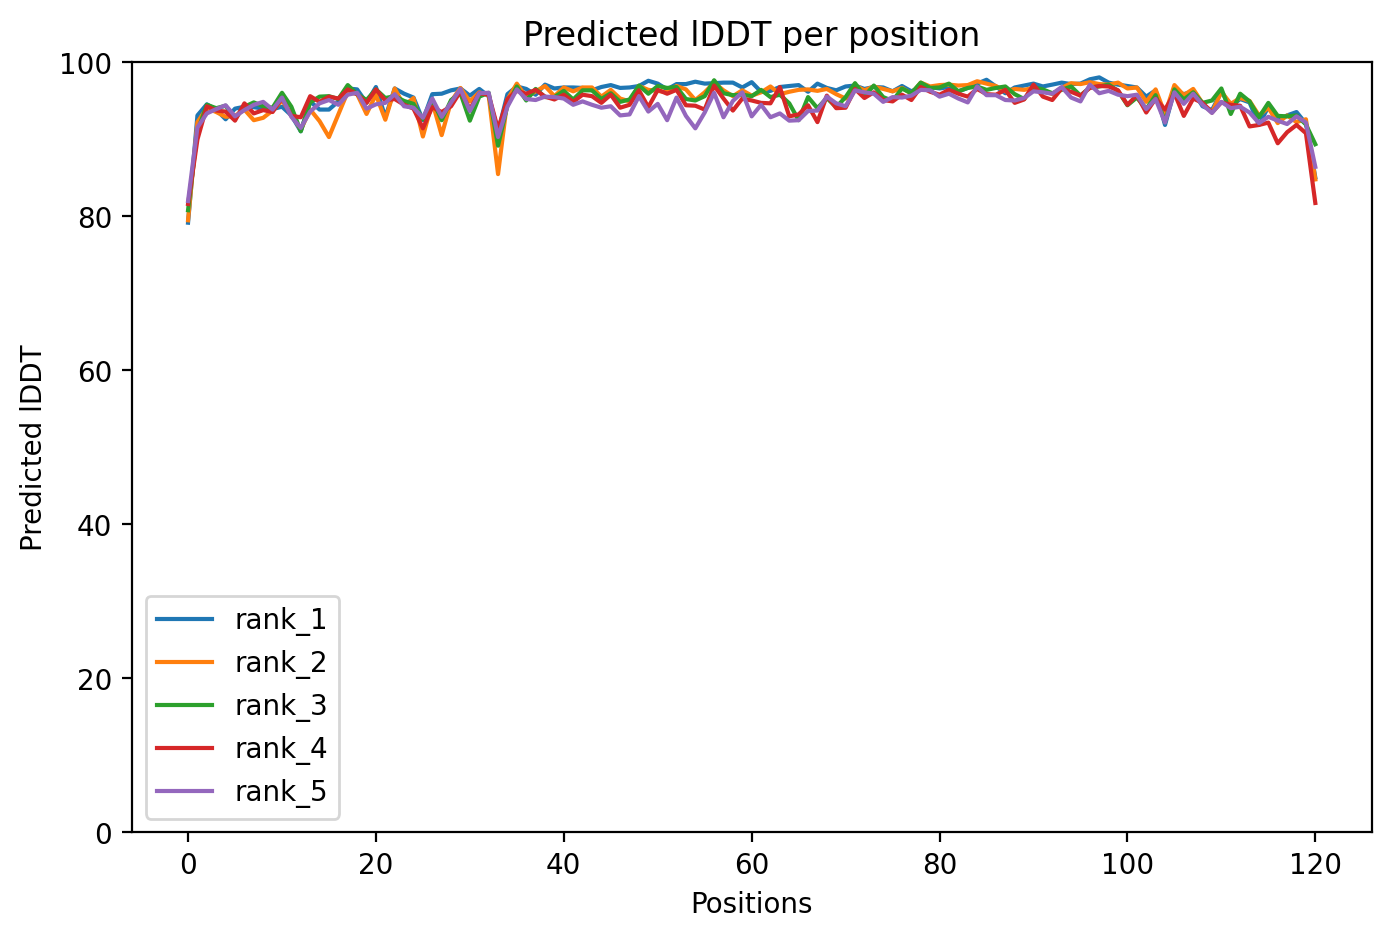 Predicted lDDT per position
100
80
60
40
20
0
Predicted lDDT
rank_1
rank_2
rank_3
rank_4
rank_5
0 20 40 60 80 100 120
Positions